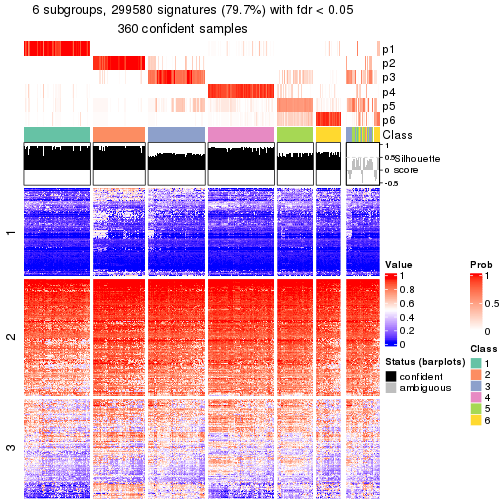 6 subgroups, 299580 signatures (79.7%) with fdr < 0.05
360 confident samples
p1
p2
p3
p4
p5
p6
Class
1
0.5
0
-0.5
Silhouette
score
1
2
3
Value
1
0.8
0.6
0.4
0.2
0
Prob
1
0.5
0
Status (barplots)
confident
ambiguous
Class
1
2
3
4
5
6